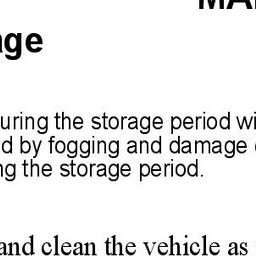 MA
age
uring the storage period wi
d by fogging and damage
ng the storage period.
and clean the vehicle as